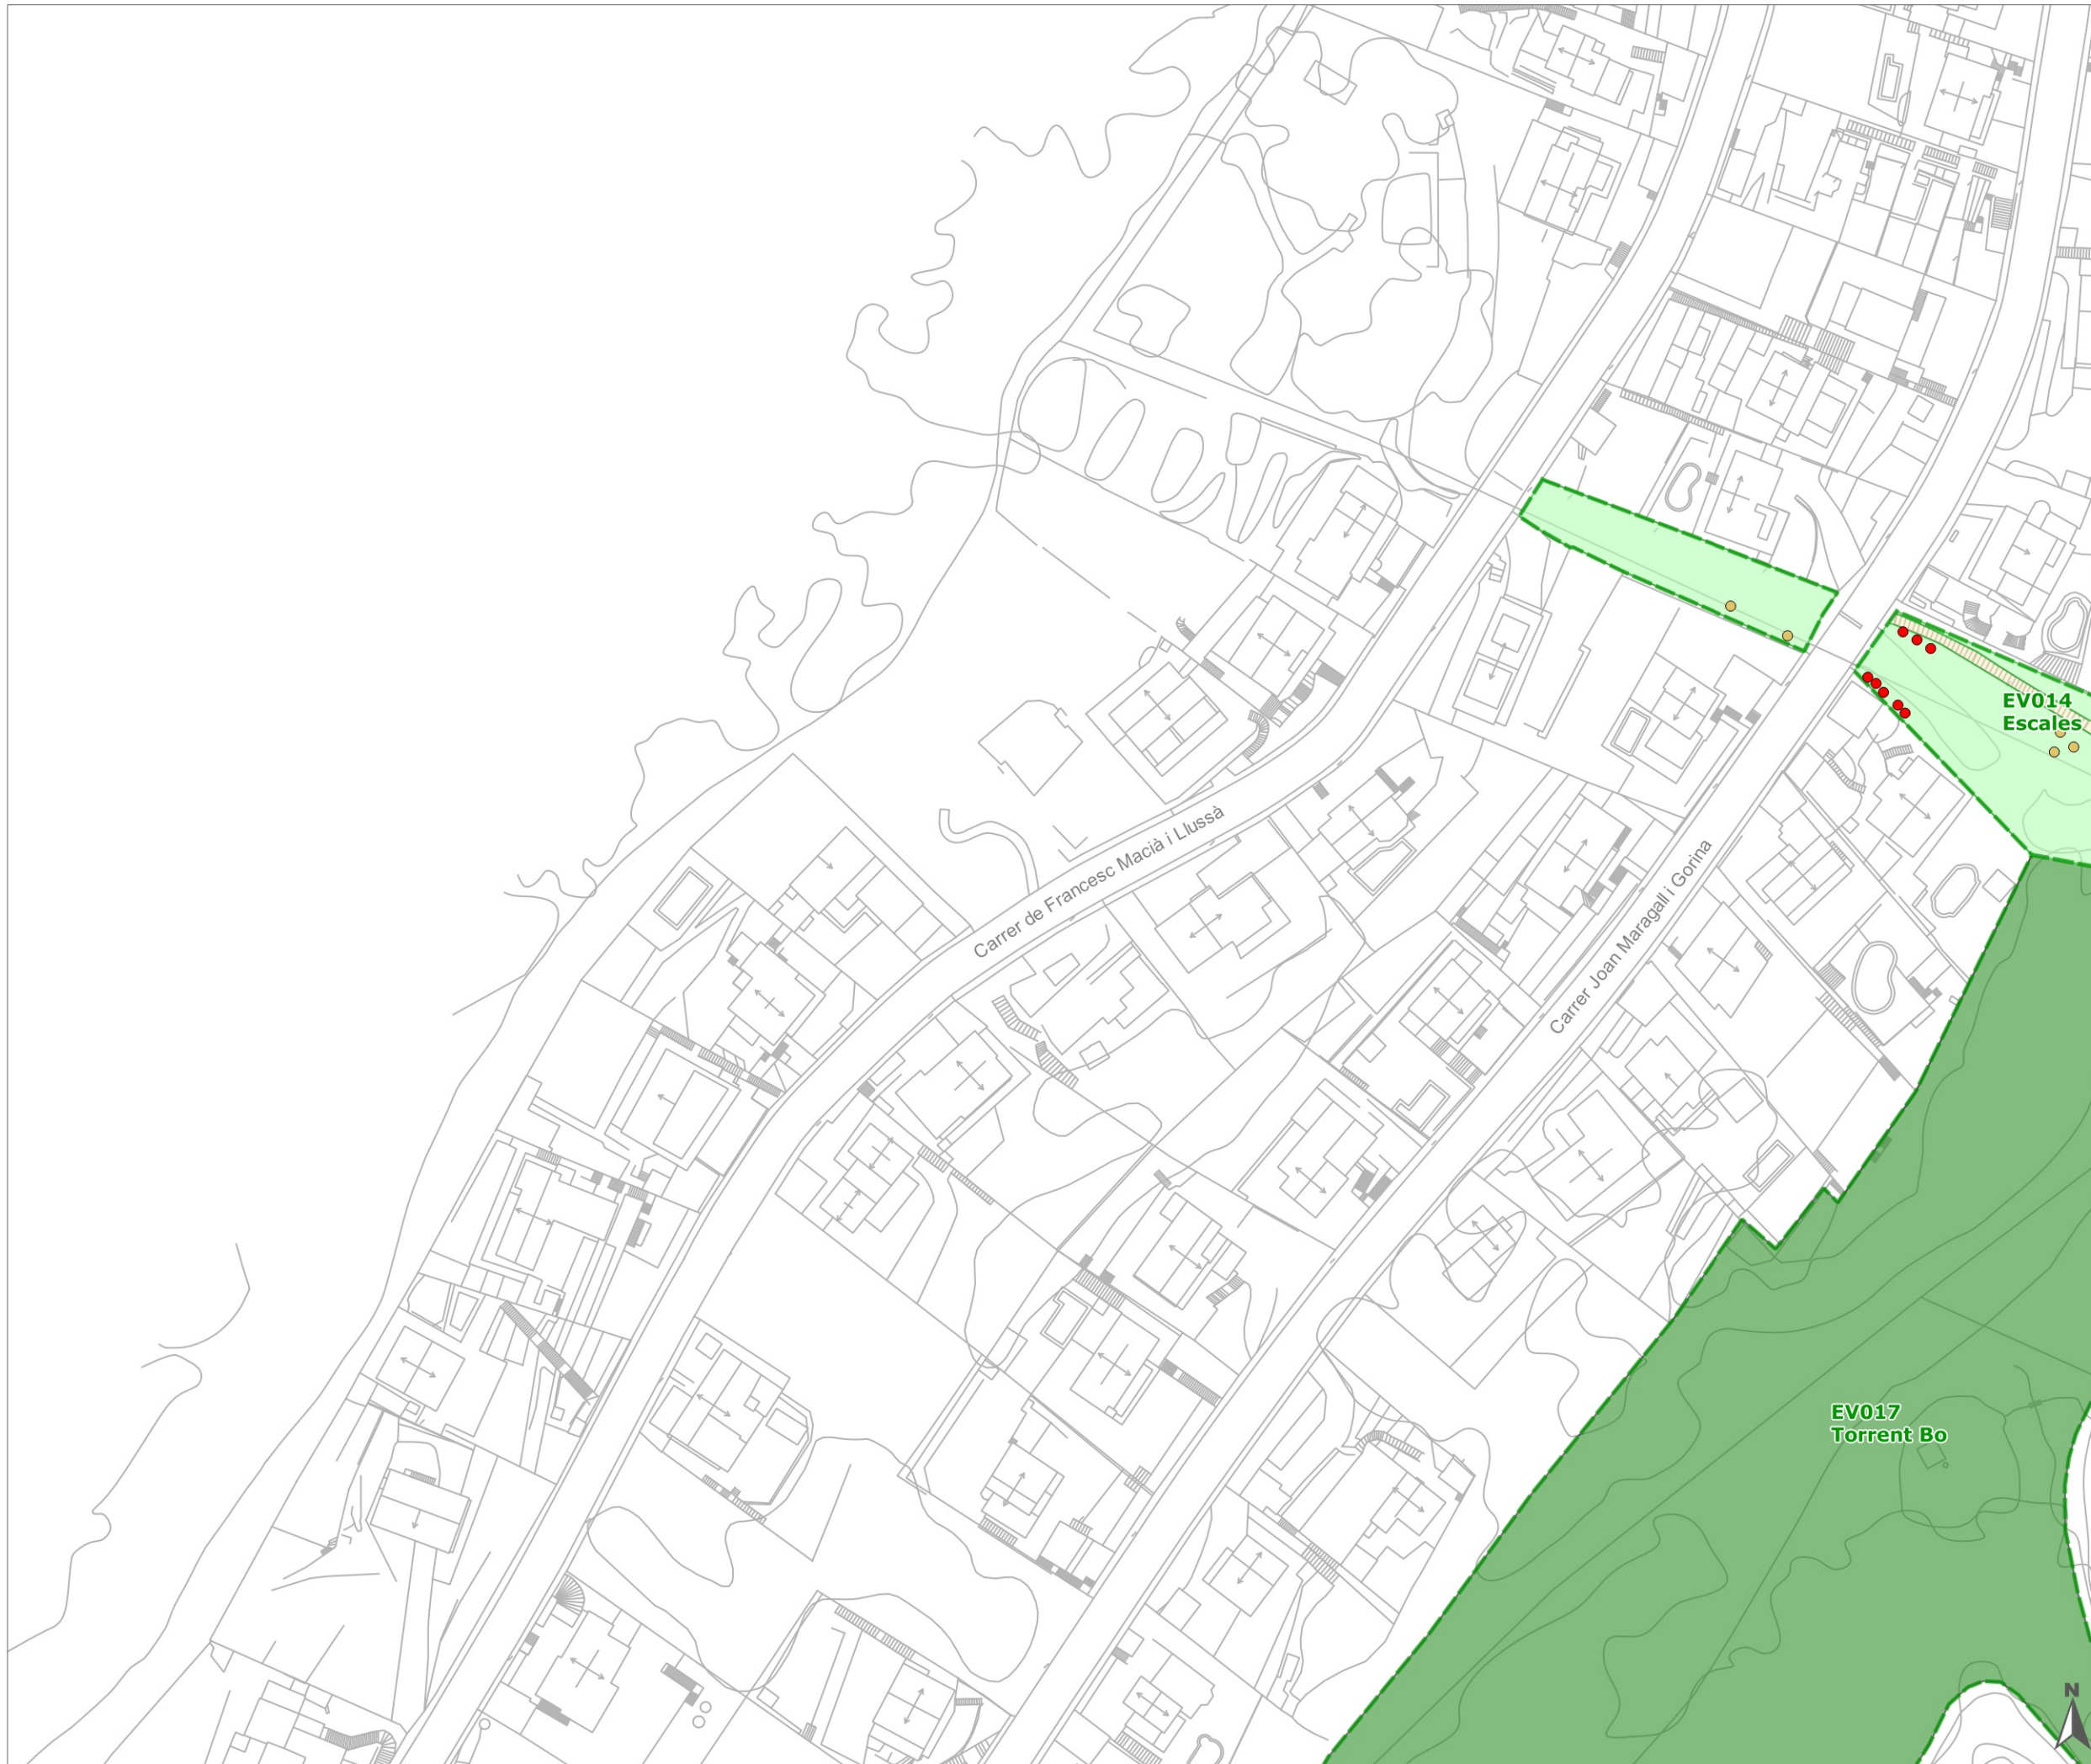 EV014
Escales
Carrer de Francesc Macià i Llussà
Carrer Joan Maragall i Gorina
EV017
Torrent Bo
N